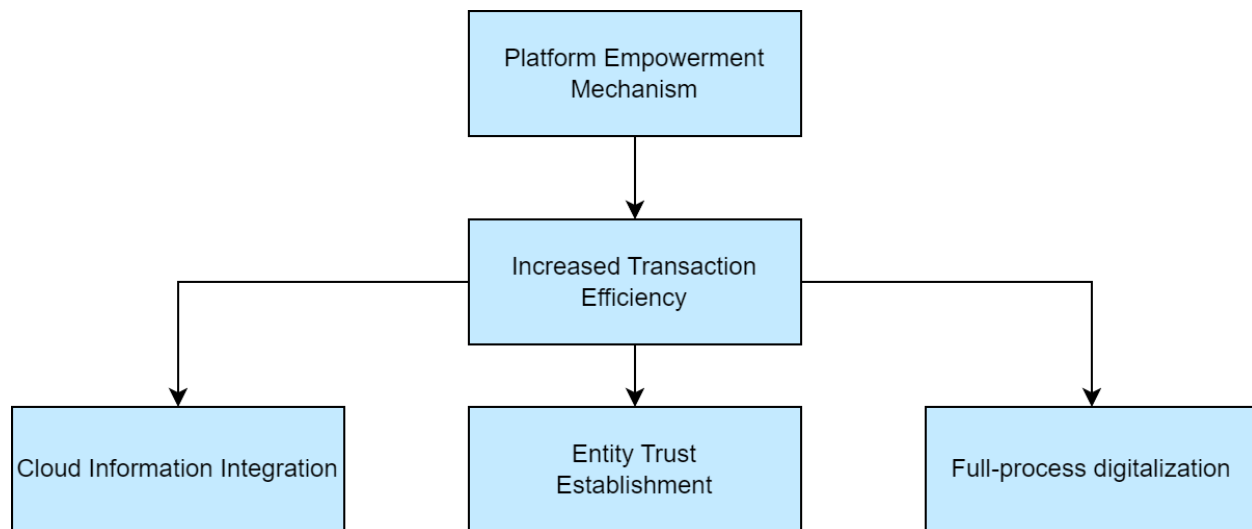 Platform Empowerment
Mechanism
Increased Transaction
Efficiency
Cloud Information Integration
Entity Trust
Establishment
Full-process digitalization